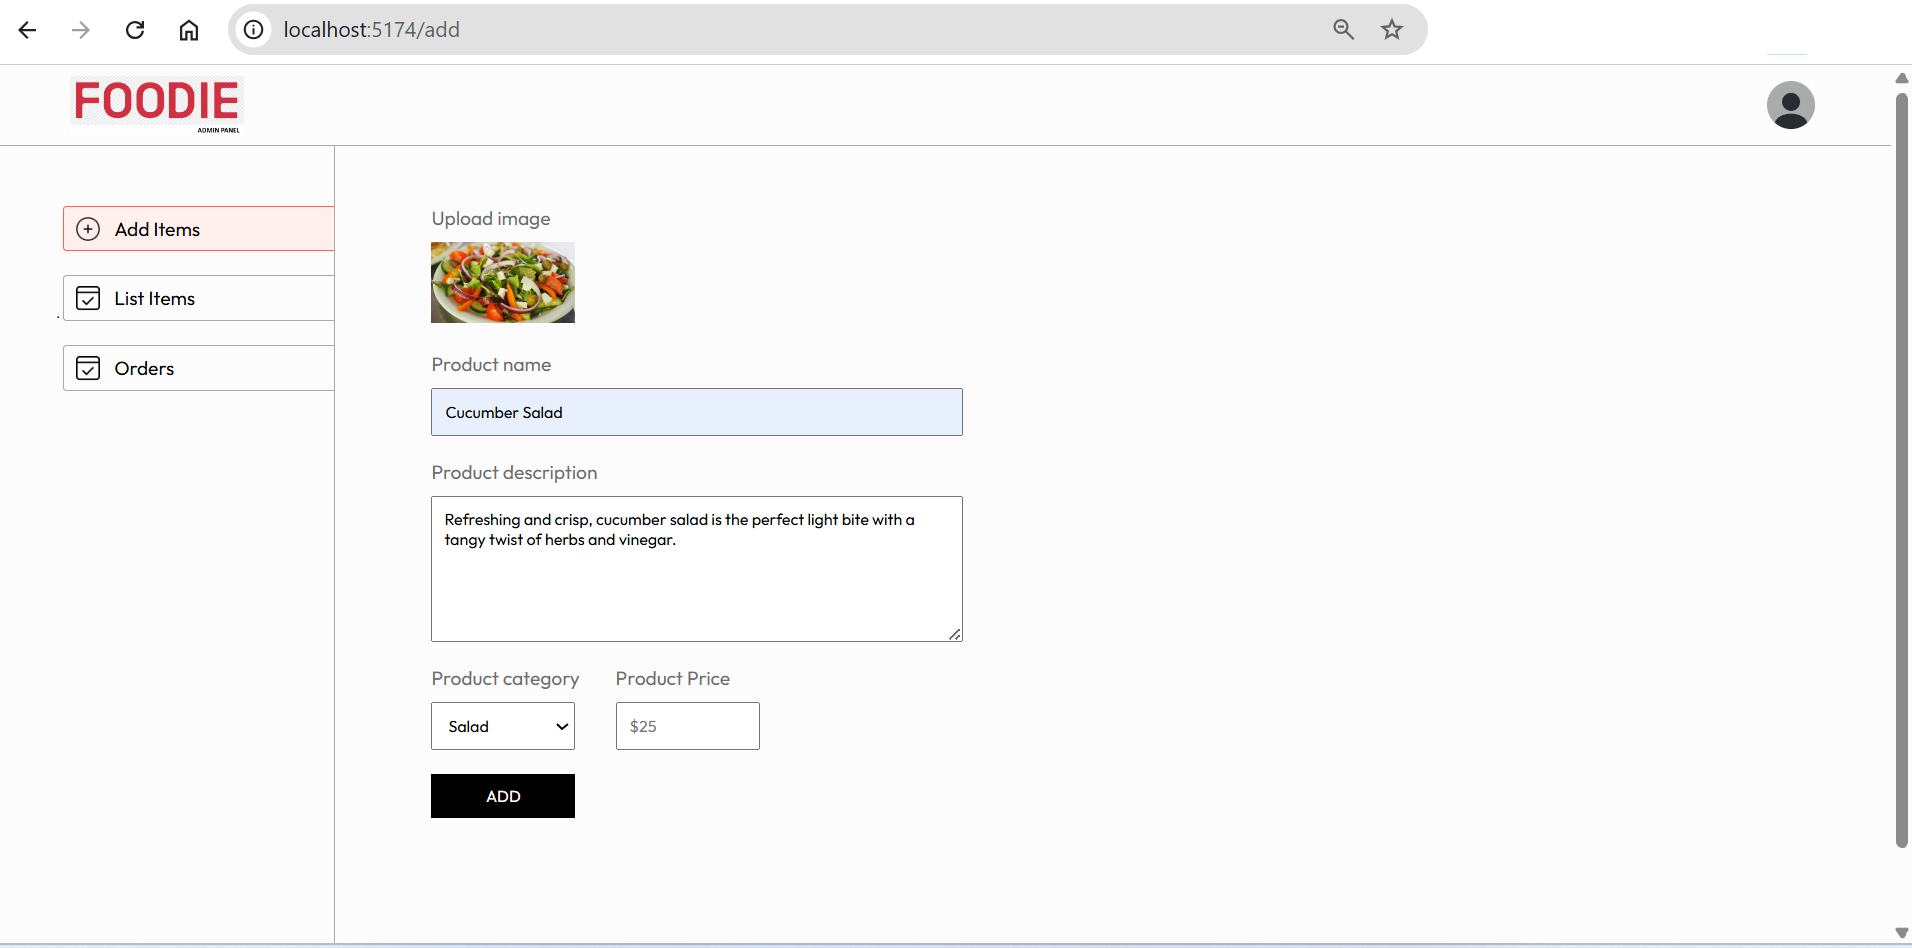 localhost:5174/add
FOODIE
ADMIN PANEL
Add Items
List Items
Orders
Upload image
Product name
Cucumber Salad
Product description
Refreshing and crisp, cucumber salad is the perfect light bite with a
tangy twist of herbs and vinegar.
Product category
Product Price
Salad
$25
ADD